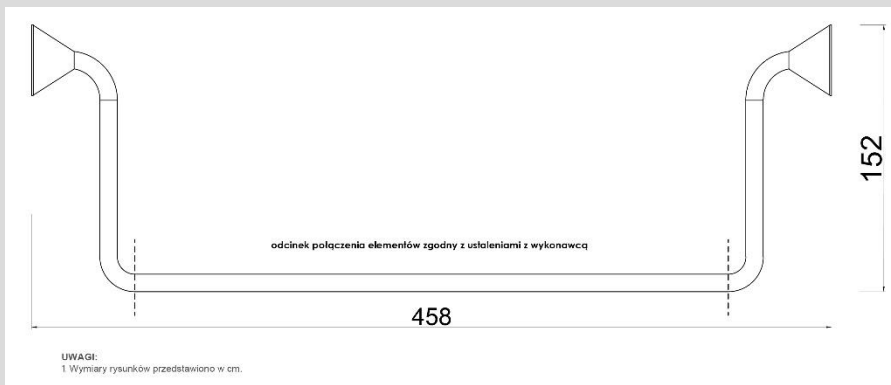 152
odcinek połączenia elementów zgodny z ustaleniami z wykonawcą
458
UWAGI:
1 Wymiary rysunków przedstawiono w cm.